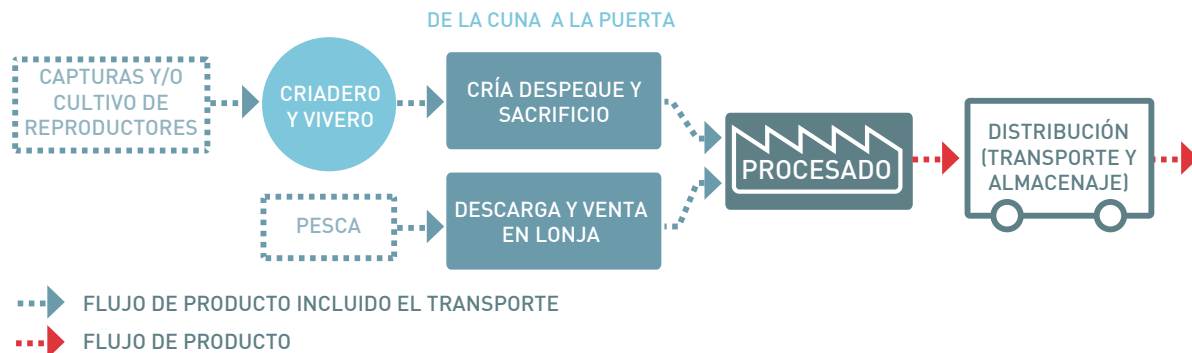 DE LA CUNA A LA PUERTA
CAPTURAS Y/O
CULTIVO DE
REPRODUCTORES
CRIADERO
Y VIVERO
CRÍA DESPEQUE Y
SACRIFICIO
PESCA
DESCARGA Y VENTA
EN LONJA
PROCESADO
DISTRIBUCIÓN
(TRANSPORTE Y
ALMACENAJE)
FLUJO DE PRODUCTO INCLUIDO EL TRANSPORTE
FLUJO DE PRODUCTO